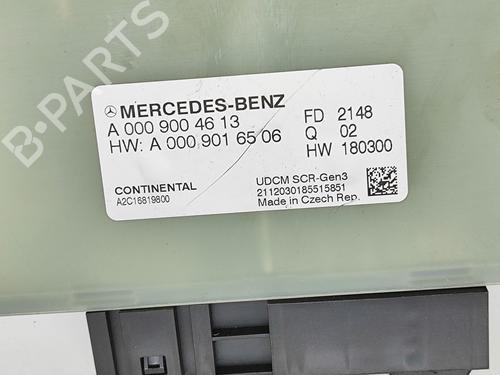 B-PARTS
MERCEDES-BENZ
A 000 900 46 13
HW: A 000 901 65 06
FD 2148
Q 02
HW 180300
CONTINENTAL
A2C16819800
UDCM SCR-Gen3
2112030185515851
Made in Czech Rep.